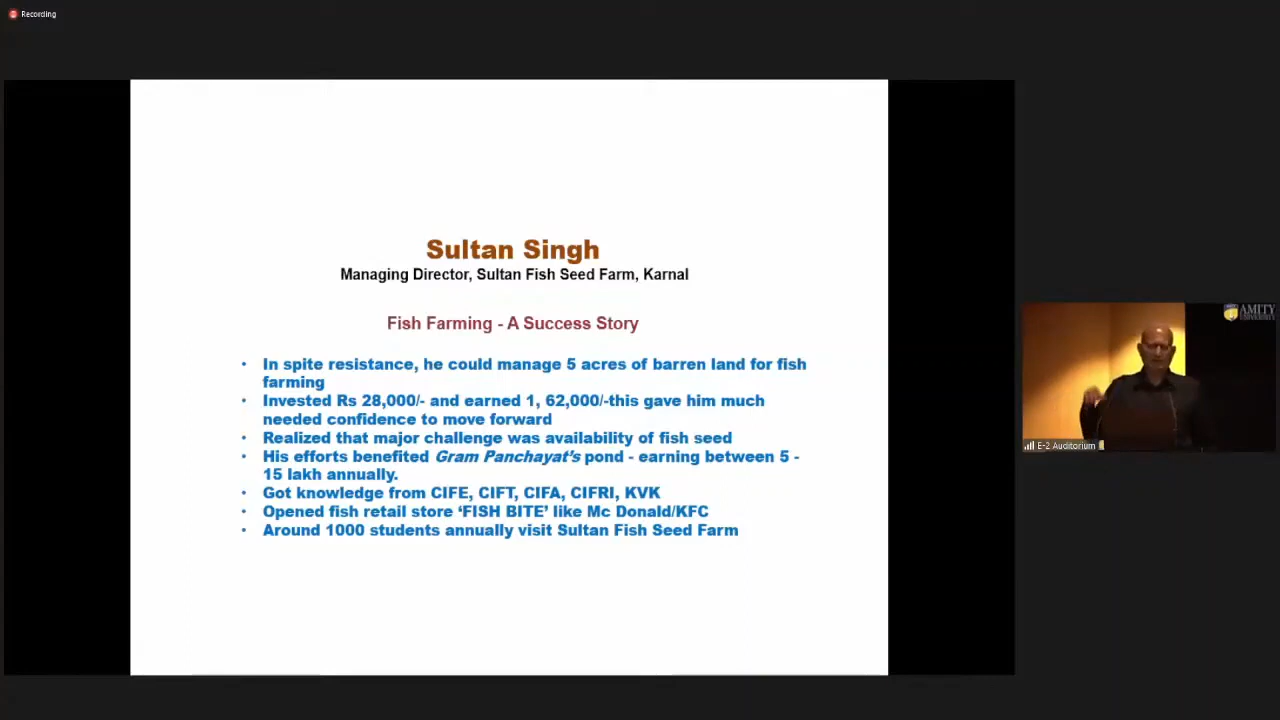 Recording
Sultan Singh
Managing Director, Sultan Fish Seed Farm, Karnal
Fish Farming - A Success Story
• In spite resistance, he could manage 5 acres of barren land for fish
farming
• Invested Rs 28,000/- and earned 1, 62,000/-this gave him much
needed confidence to move forward
• Realized that major challenge was availability of fish seed
• His efforts benefited Gram Panchayat's pond - earning between 5 -
15 lakh annually.
• Got knowledge from CIFE, CIFT, CIFA, CIFRI, KVK
• Opened fish retail store ‘FISH BITE’ like Mc Donald/KFC
• Around 1000 students annually visit Sultan Fish Seed Farm
AMITY
UNIVERSITY
E-2 Auditorium